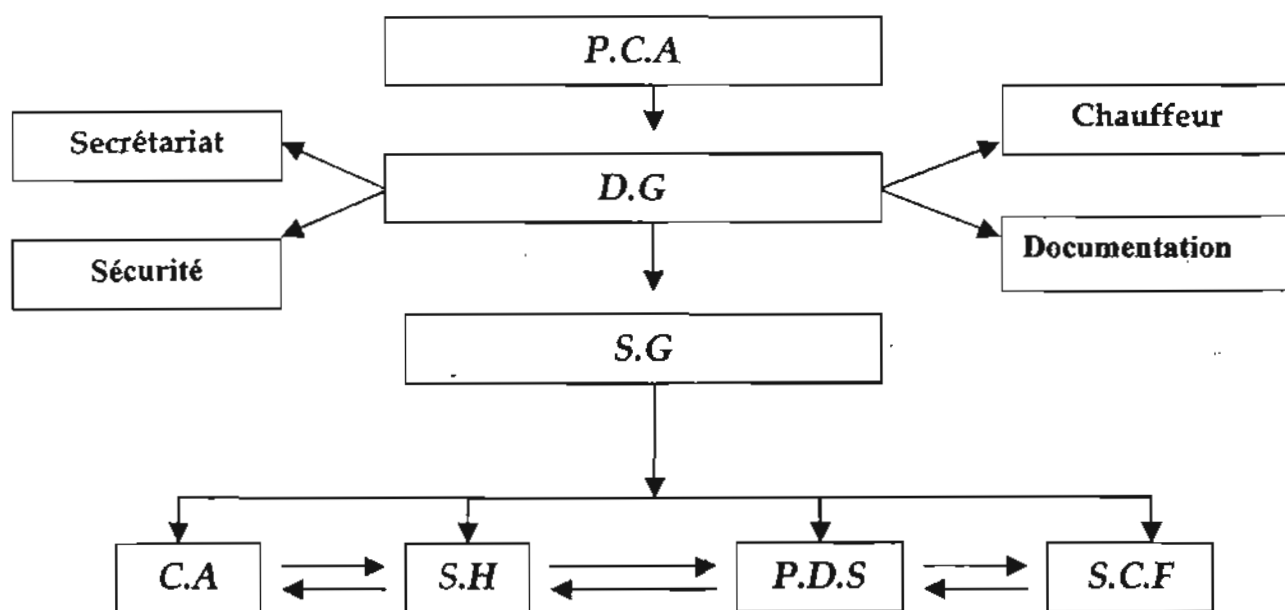 P.C.A
Secrétariat
Chauffeur
D.G
Sécurité
Documentation
S.G
C.A
S.H
P.D.S
S.C.F